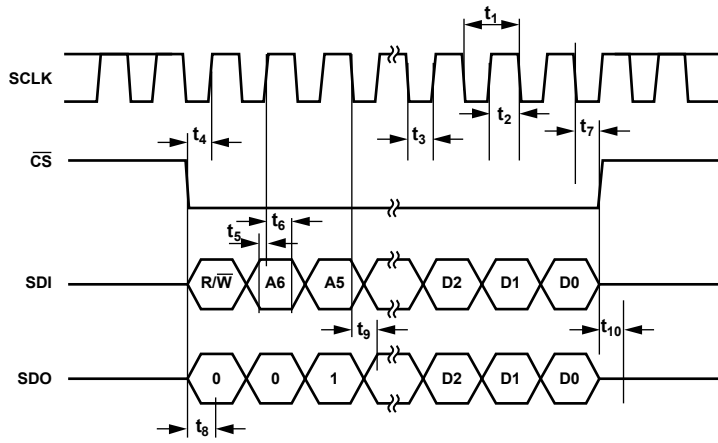 t1
SCLK
t4
t3
t2
t7
CS
t6
t5
SDI
R/W A6 A5 D2 D1 D0
t9
t10
SDO
0 0 1 D2 D1 D0
t8